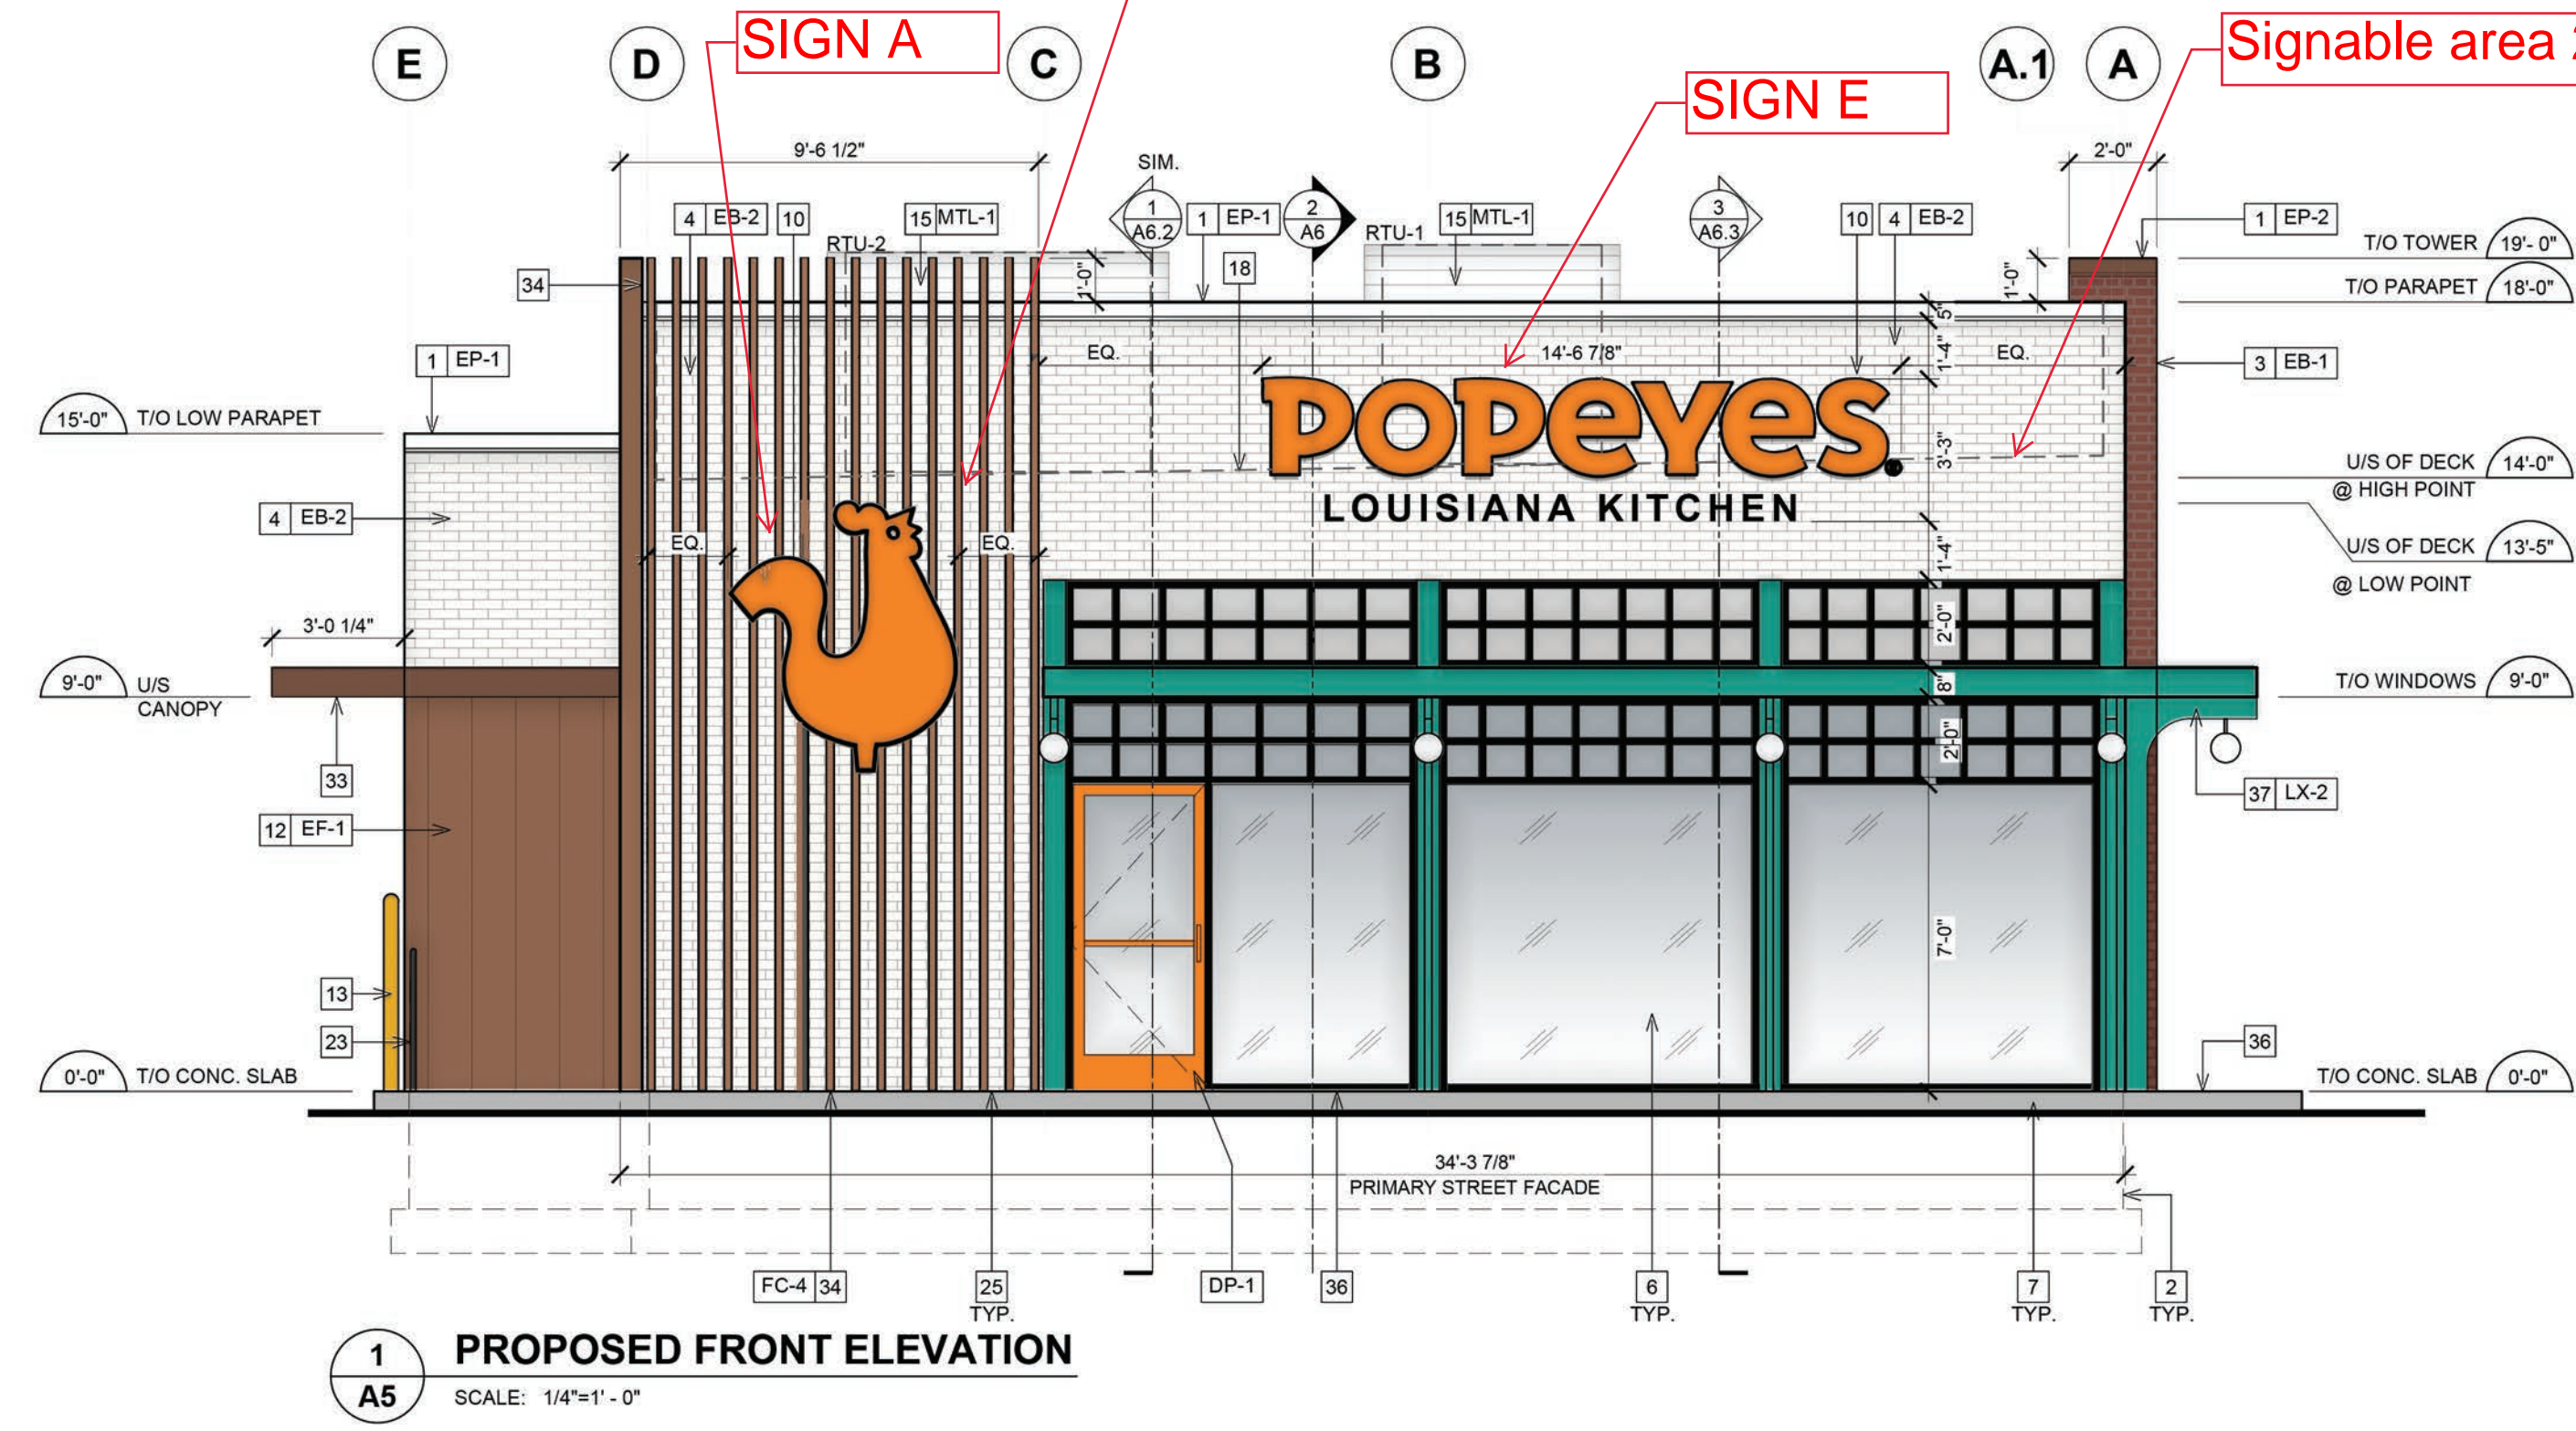 SIGN A
Signable area
SIGN E
E
D
C
B
A.1
A
9'-6 1/2"
SIM.
2'-0"
4 EB-2
10
15 MTL-1
1
A6.2
1 EP-1
2
A6
RTU-1
15 MTL-1
3
A6.3
10
4 EB-2
1 EP-2
T/O TOWER 19'- 0"
RTU-2
34
18
1'-0"
1'-0"
T/O PARAPET 18'-0"
5"
1 EP-1
EQ.
14'-6 7/8"
1'-4"
EQ.
3 EB-1
15'-0" T/O LOW PARAPET
POPEYES
3'-3"
U/S OF DECK 14'-0"
@ HIGH POINT
4 EB-2
LOUISIANA KITCHEN
EQ.
EQ.
1'-4"
U/S OF DECK 13'-5"
@ LOW POINT
3'-0 1/4"
2'-0"
9'-0" U/S
CANOPY
8"
T/O WINDOWS 9'-0"
2'-0"
33
37 LX-2
12 EF-1
7'-0"
13
23
36
0'-0" T/O CONC. SLAB
T/O CONC. SLAB 0'-0"
34'-3 7/8"
PRIMARY STREET FACADE
FC-4 34
25
TYP.
DP-1
36
6
TYP.
7
TYP.
2
TYP.
1
A5
PROPOSED FRONT ELEVATION
SCALE: 1/4"=1' - 0"